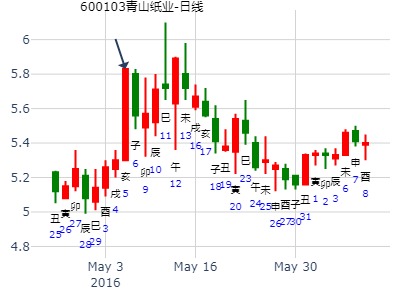 600103青山纸业-日线
6
5.8
5.6
5.4
5.2
5
4.8
丑
25
寅
26
卯
27
辰
28
巳
29
酉
3
戌
4
亥
5
子
6
卯
9
辰
10
巳
11
午
12
未
13
戌
16
亥
17
子
18
丑
19
寅
20
巳
23
午
24
未
25
申
26
酉
27
子
30
丑
31
寅
1
卯
2
辰
3
未
6
申
7
酉
8
May 3
2016
May 16
May 30